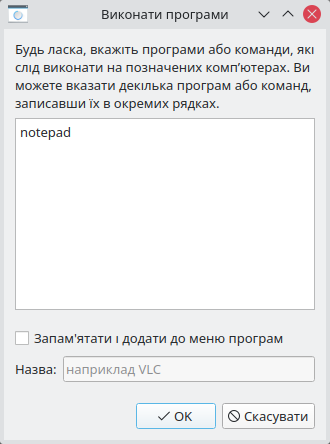 Виконати програми
Будь ласка, вкажіть програми або команди, які
слід виконати на позначених комп’ютерах. Ви
можете вказати декілька програм або команд,
записавши їх в окремих рядках.
notepad
Запам'ятати і додати до меню програм
Назва: наприклад VLC
OK Скасувати